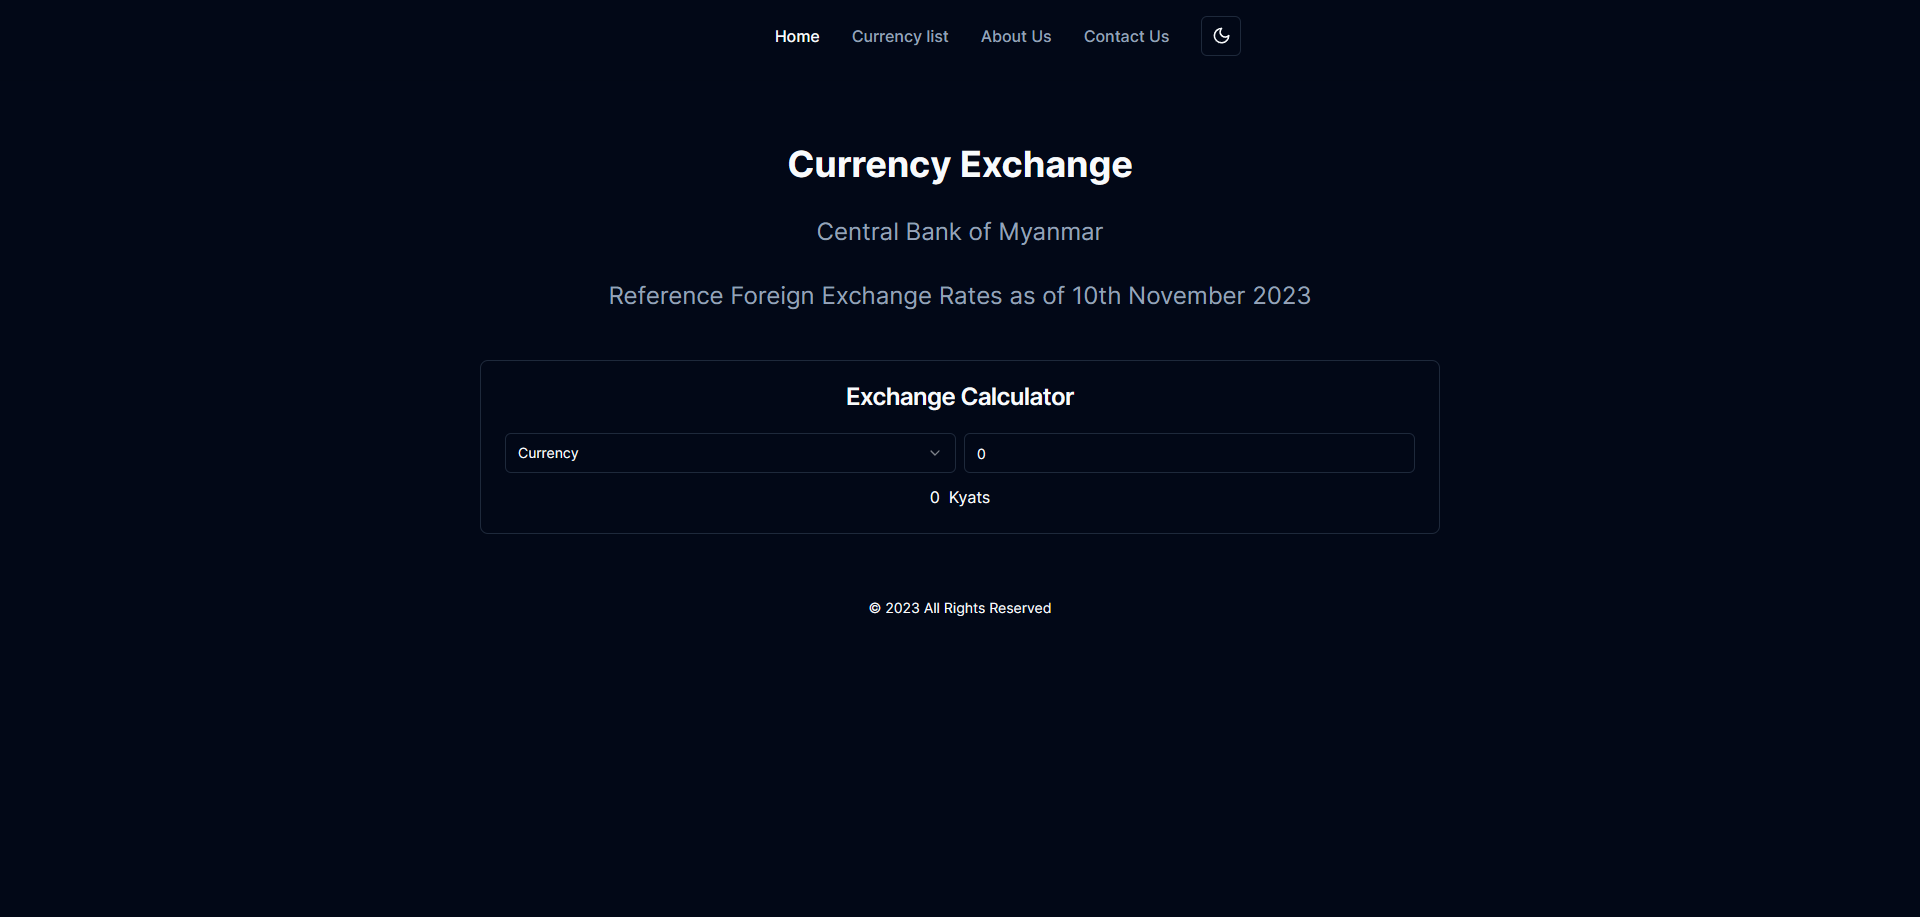 Home Currency list About Us Contact Us
Currency Exchange
Central Bank of Myanmar
Reference Foreign Exchange Rates as of 10th November 2023
Exchange Calculator
Currency 0
0 Kyats
© 2023 All Rights Reserved